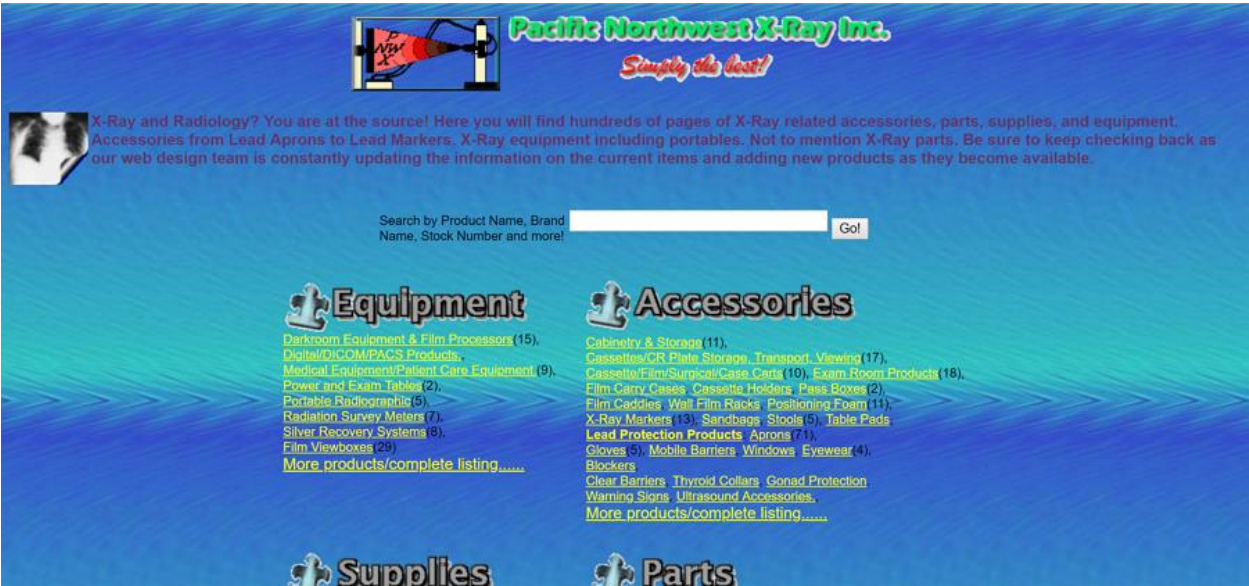 P
NW
X
Pacific Northwest X-Ray Inc.
Simply the best!
X-Ray and Radiology? You are at the source! Here you will find hundreds of pages of X-Ray related accessories, parts, supplies, and equipment.
Accessories from Lead Aprons to Lead Markers. X-Ray equipment including portables. Not to mention X-Ray parts. Be sure to keep checking back as
our web design team is constantly updating the information on the current items and adding new products as they become available.
Search by Product Name, Brand
Name, Stock Number and more!
Go!
Equipment
Darkroom Equipment & Film Processors(15),
Digital/DICOM/PACS Products,,
Medical Equipment/Patient Care Equipment (9),
Power and Exam Tables(2),
Portable Radiographic(5),
Radiation Survey Meters(7),
Silver Recovery Systems(8),
Film Viewboxes(29)
More products/complete listing......
Accessories
Cabinetry & Storage(11),
Cassettes/CR Plate Storage, Transport, Viewing(17),
Cassette/Film/Surgical/Case Carts(10), Exam Room Products(18),
Film Carry Cases, Cassette Holders, Pass Boxes(2),
Film Caddies, Wall Film Racks, Positioning Foam(11),
X-Ray Markers(13), Sandbags, Stools(5), Table Pads,
Lead Protection Products, Aprons(71),
Gloves(5), Mobile Barriers, Windows, Eyewear(4),
Blockers,
Clear Barriers, Thyroid Collars, Gonad Protection,
Warning Signs, Ultrasound Accessories,,
More products/complete listing......
Supplies
Parts